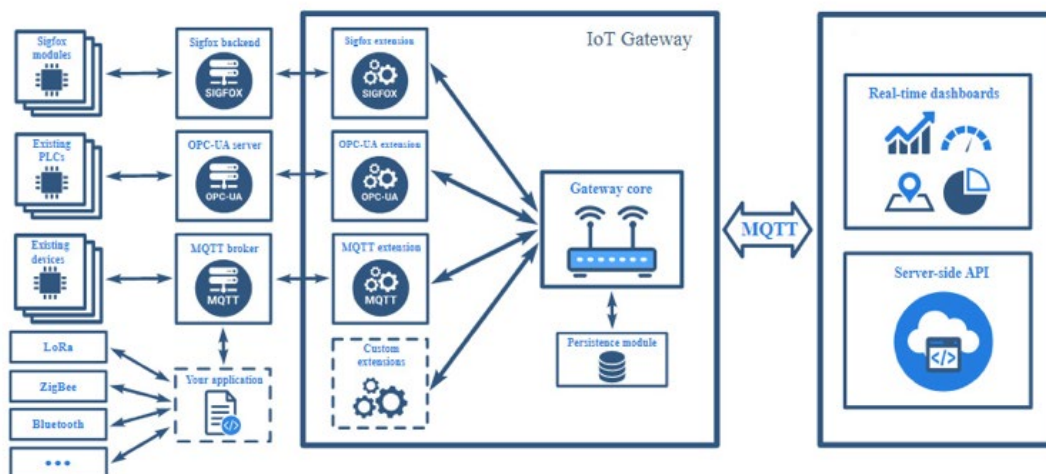 Sigfox
modules
Sigfox backend
SIGFOX
Sigfox extension
SIGFOX
IoT Gateway
Existing
PLCs
OPC-UA server
OPC-UA
OPC-UA extension
OPC-UA
Existing
devices
MQTT broker
MQTT
MQTT extension
MQTT
LoRa
ZigBee
Bluetooth
•••
Your application
</>
Custom
extensions
Gateway core
Persistence module
MQTT
Real-time dashboards
Server-side API
</>